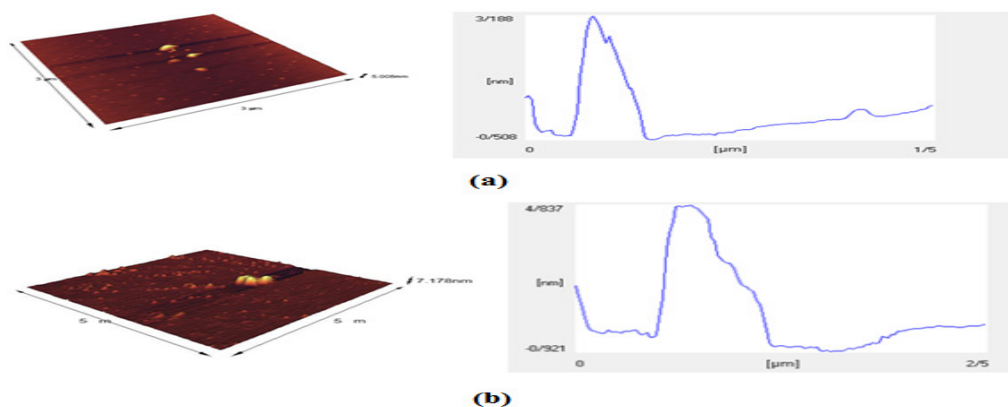 3 µm
3 µm
5.008nm
3/188
[nm]
-0/508
0
[µm]
1/5
(a)
5 m
5 m
7.178nm
4/837
[nm]
-0/921
0
[µm]
2/5
(b)